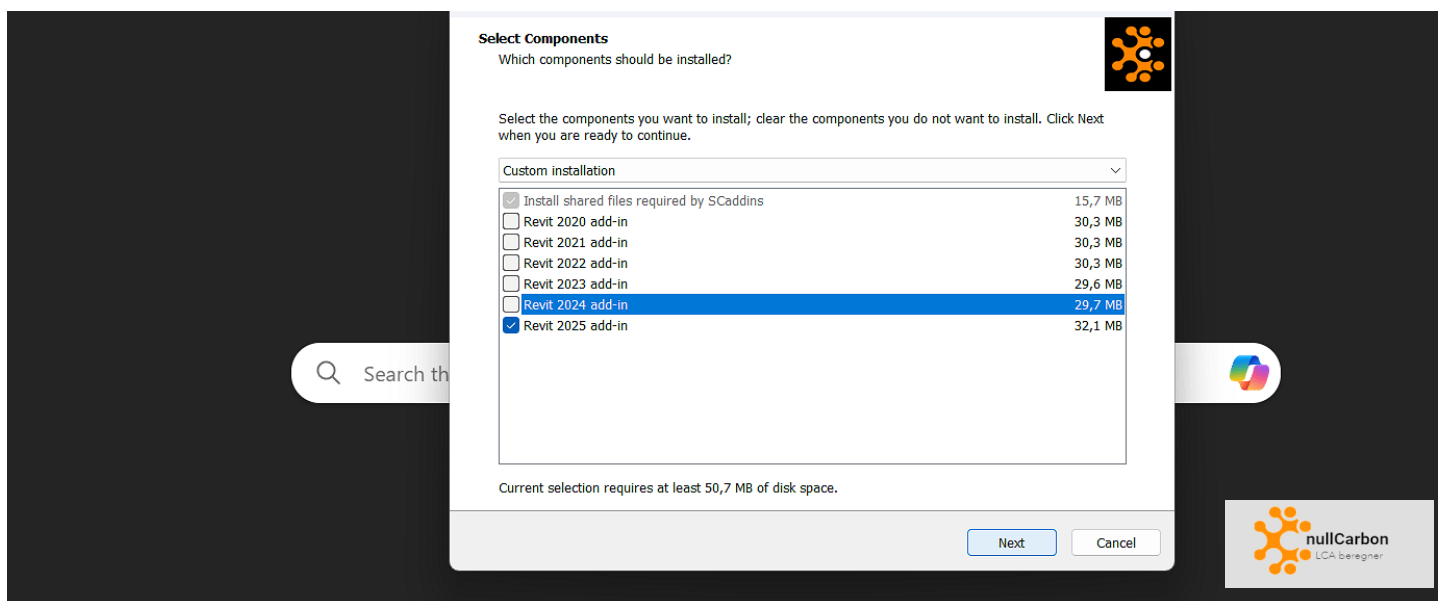 Select Components
Which components should be installed?
Select the components you want to install; clear the components you do not want to install. Click Next
when you are ready to continue.
Custom installation
Install shared files required by SCaddins 15,7 MB
Revit 2020 add-in 30,3 MB
Revit 2021 add-in 30,3 MB
Revit 2022 add-in 30,3 MB
Revit 2023 add-in 29,6 MB
Revit 2024 add-in 29,7 MB
Revit 2025 add-in 32,1 MB
Search th
Current selection requires at least 50,7 MB of disk space.
Next Cancel
nullCarbon
LCA beregner